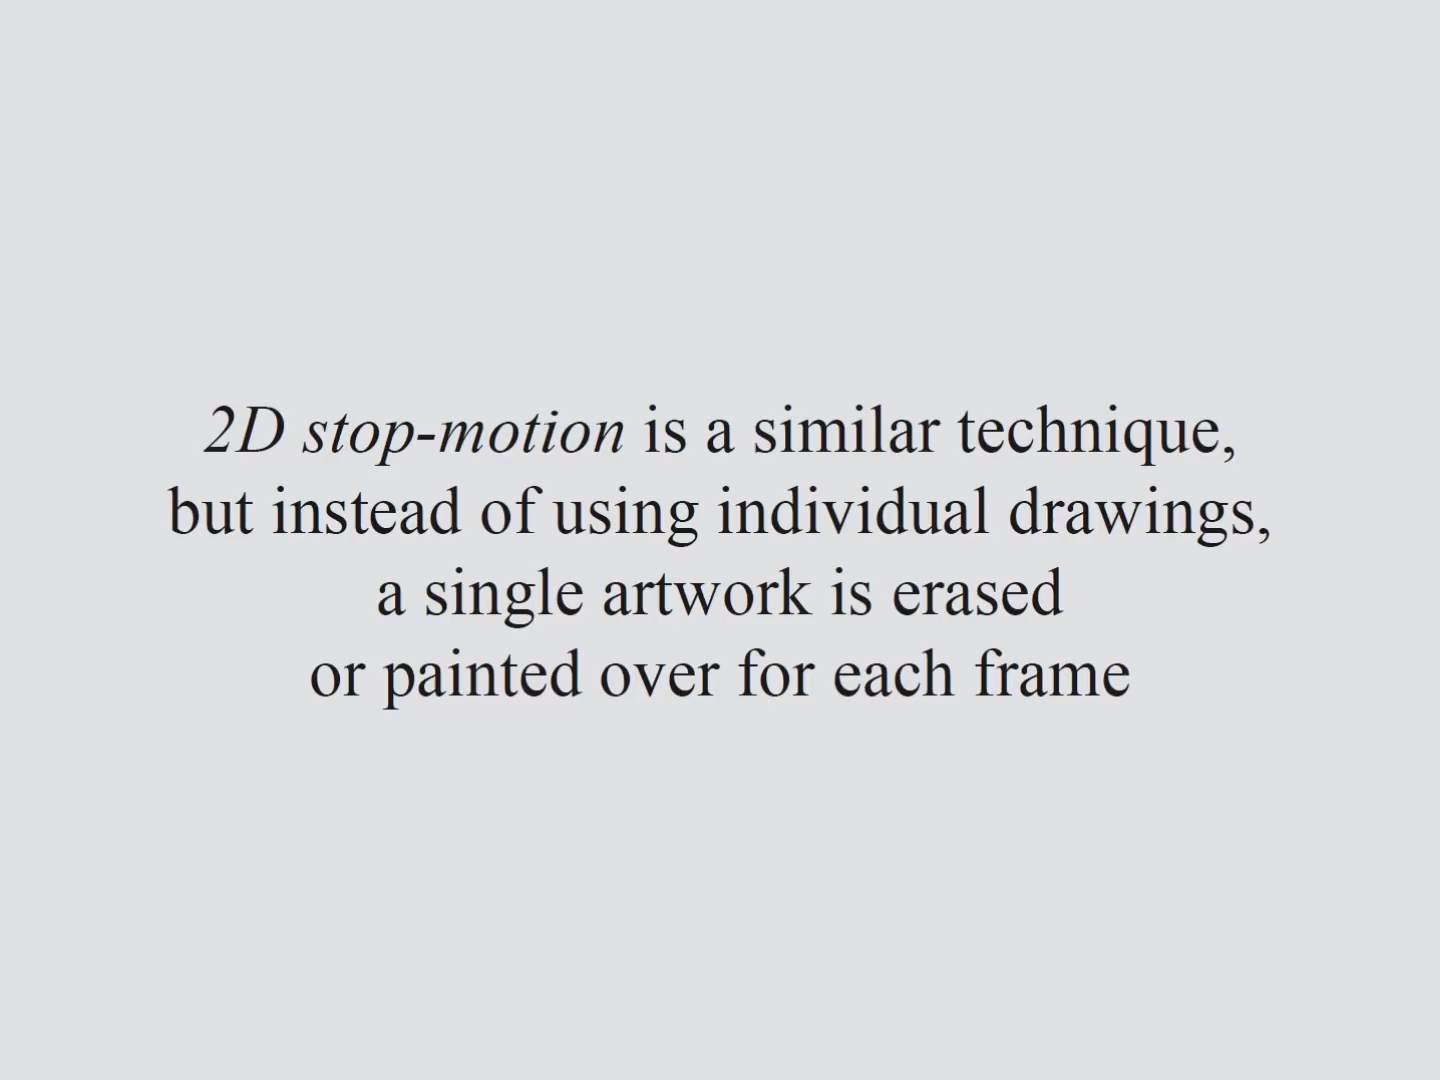 2D stop-motion is a similar technique,
but instead of using individual drawings,
a single artwork is erased
or painted over for each frame